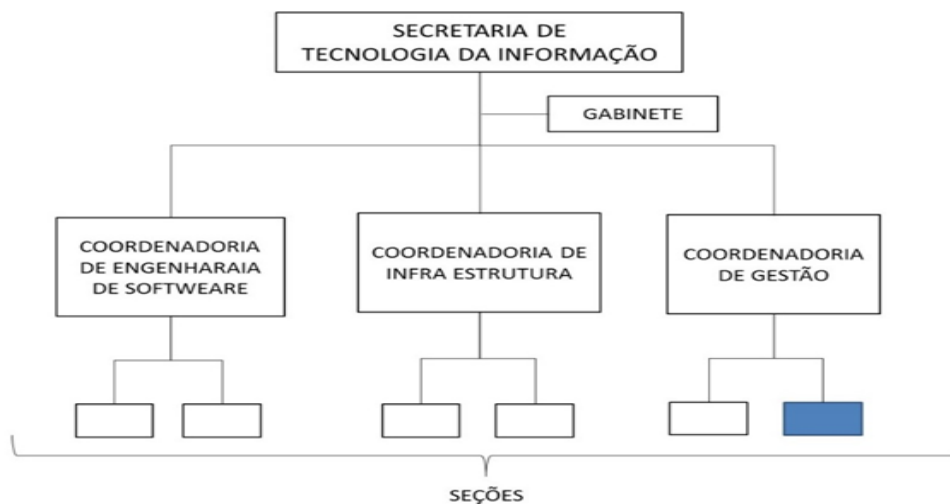 SECRETARIA DE
TECNOLOGIA DA INFORMAÇÃO
GABINETE
COORDENADORIA
DE ENGENHARAIA
DE SOFTWEARE
COORDENADORIA DE
INFRA ESTRUTURA
COORDENADORIA
DE GESTÃO
SEÇÕES